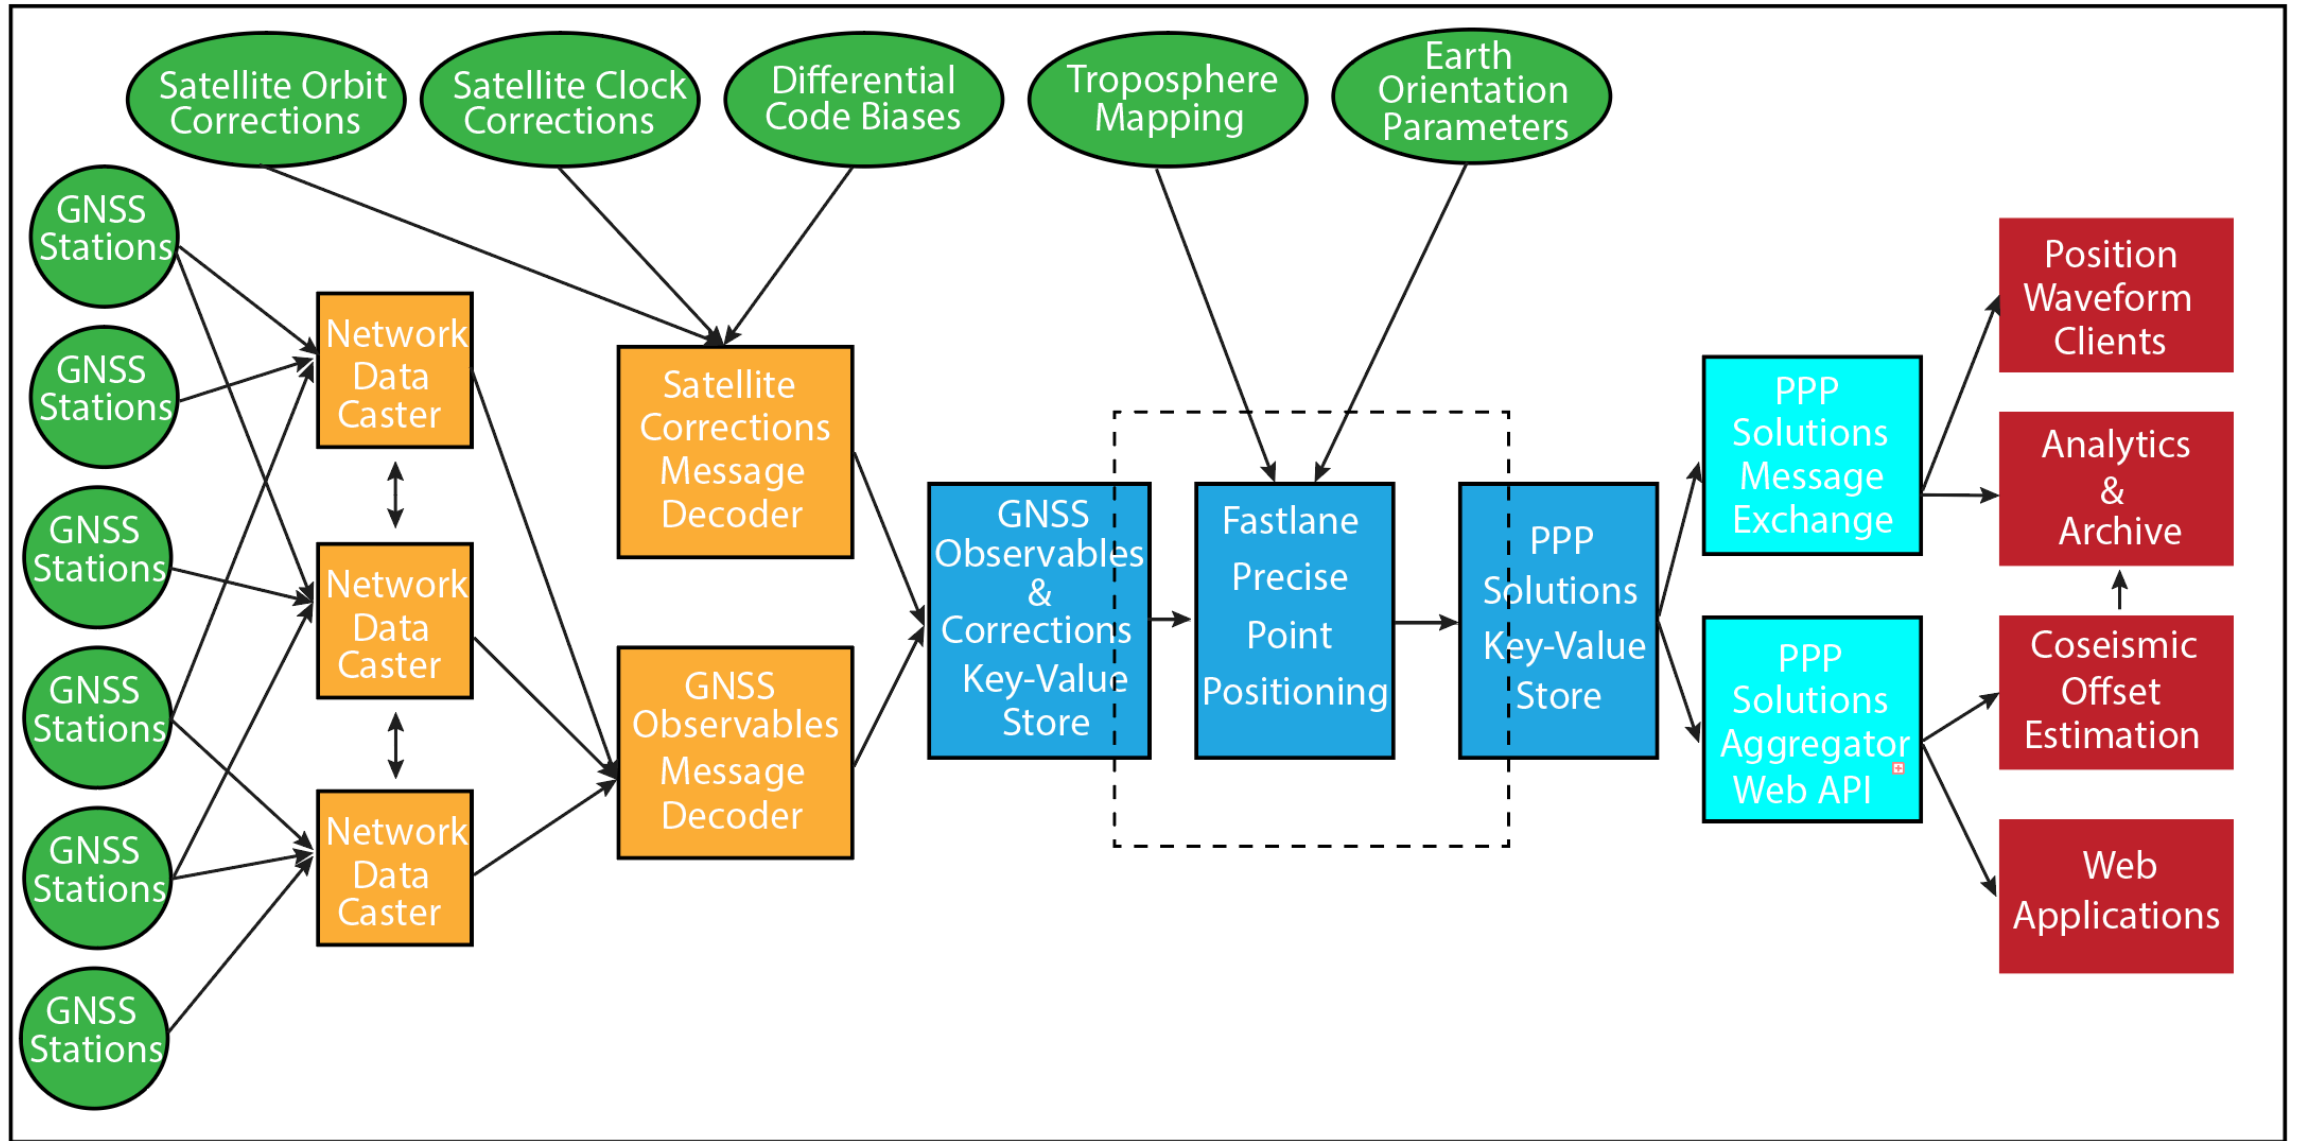 Satellite Orbit
Corrections
Satellite Clock
Corrections
Differential
Code Biases
Troposphere
Mapping
Earth
Orientation
Parameters
GNSS
Stations
GNSS
Stations
GNSS
Stations
GNSS
Stations
GNSS
Stations
GNSS
Stations
Network
Data
Caster
Network
Data
Caster
Network
Data
Caster
Satellite
Corrections
Message
Decoder
GNSS
Observables
Message
Decoder
GNSS
Observables
&
Corrections
Key-Value
Store
Fastlane
Precise
Point
Positioning
PPP
Solutions
Key-Value
Store
PPP
Solutions
Message
Exchange
PPP
Solutions
Aggregator
Web API
Position
Waveform
Clients
Analytics
&
Archive
Coseismic
Offset
Estimation
Web
Applications